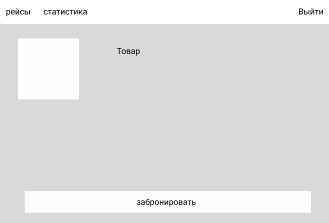 рейсы статистика Выйти
Товар
забронировать